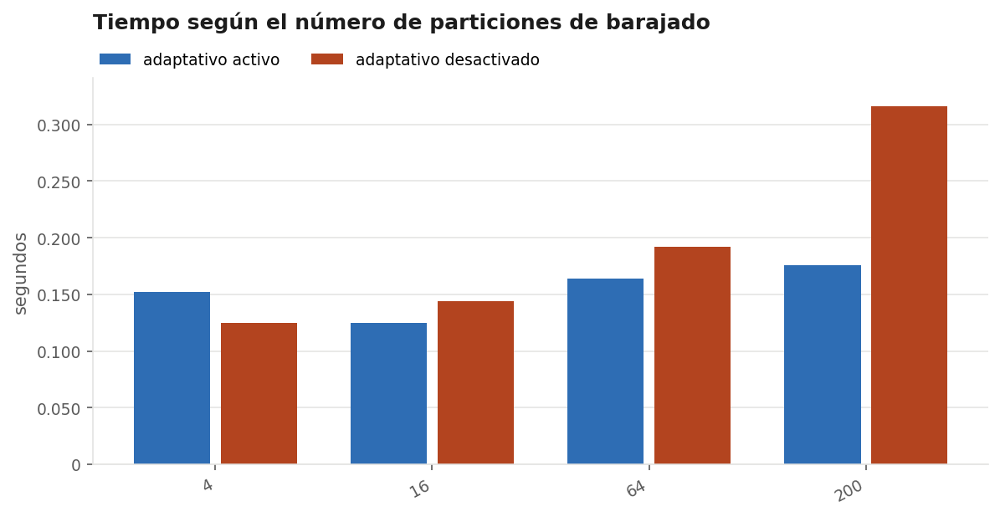 Tiempo según el número de particiones de barajado
adaptativo activo
adaptativo desactivado
segundos
0.300
0.250
0.200
0.150
0.100
0.050
0
4
16
64
200